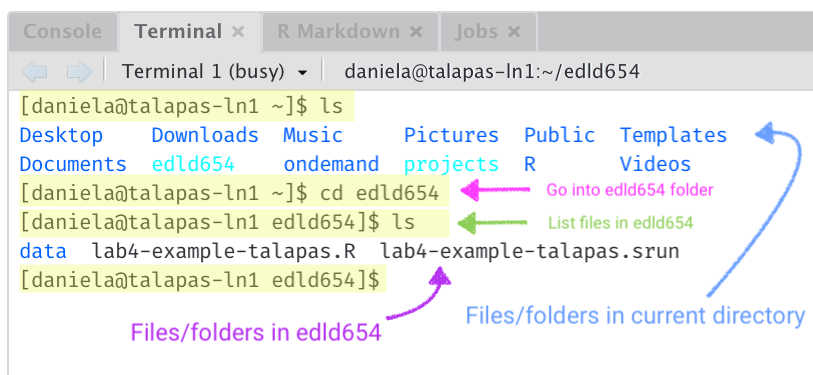 Console Terminal × R Markdown × Jobs ×
Terminal 1 (busy) daniela@talapas-ln1:~/edld654
[daniela@talapas-ln1 ~]$ ls
Desktop Downloads Music Pictures Public Templates
Documents edld654 ondemand projects R Videos
[daniela@talapas-ln1 ~]$ cd edld654 Go into edld654 folder
[daniela@talapas-ln1 edld654]$ ls List files in edld654
data lab4-example-talapas.R lab4-example-talapas.srun
[daniela@talapas-ln1 edld654]$
Files/folders in edld654
Files/folders in current directory